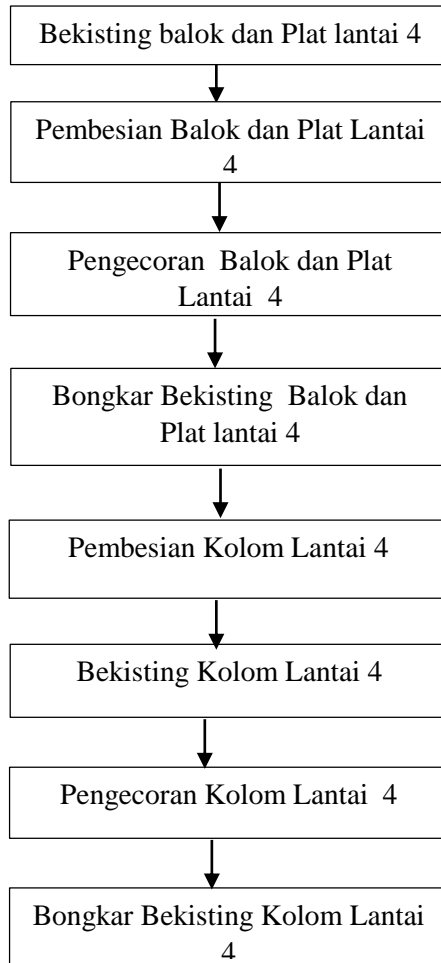 Bekisting balok dan Plat lantai 4
Pembesian Balok dan Plat Lantai
4
Pengecoran Balok dan Plat
Lantai 4
Bongkar Bekisting Balok dan
Plat lantai 4
Pembesian Kolom Lantai 4
Bekisting Kolom Lantai 4
Pengecoran Kolom Lantai 4
Bongkar Bekisting Kolom Lantai
4